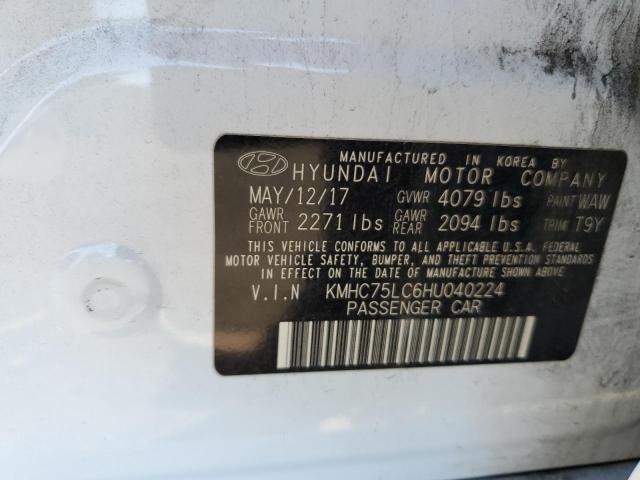 MANUFACTURED IN KOREA BY
HYUNDAI MOTOR COMPANY
MAY/12/17 GVWR 4079 lbs PAINT WAW
GAWR FRONT 2271 lbs GAWR REAR 2094 lbs TRIM T9Y
THIS VEHICLE CONFORMS TO ALL APPLICABLE U.S.A. FEDERAL
MOTOR VEHICLE SAFETY, BUMPER, AND THEFT PREVENTION STANDARDS
IN EFFECT ON THE DATE OF MANUFACTURE SHOWN ABOVE.
V.I.N KMHC75LC6HU040224
PASSENGER CAR